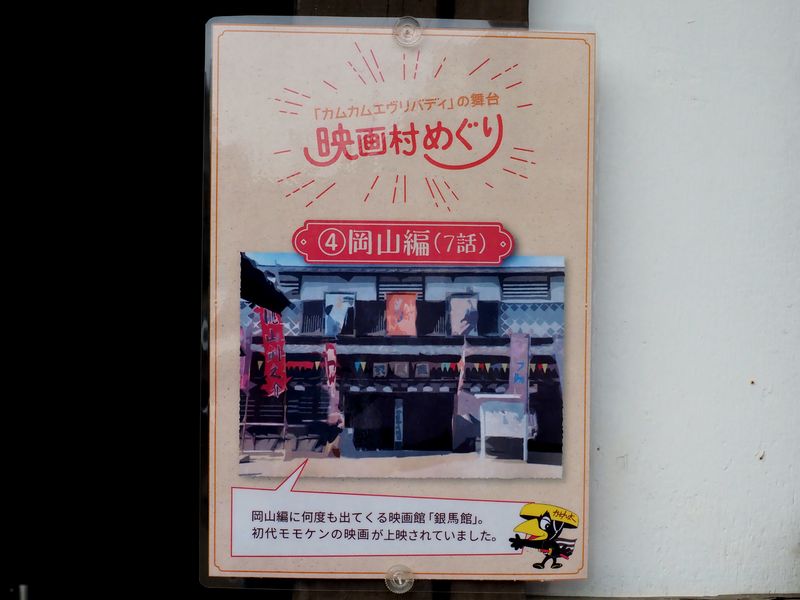 「カムカムエヴリバディ」の舞台
映画村めぐり
④岡山編(7話)
岡山編に何度も出てくる映画館「銀馬館」。
初代モモケンの映画が上映されていました。